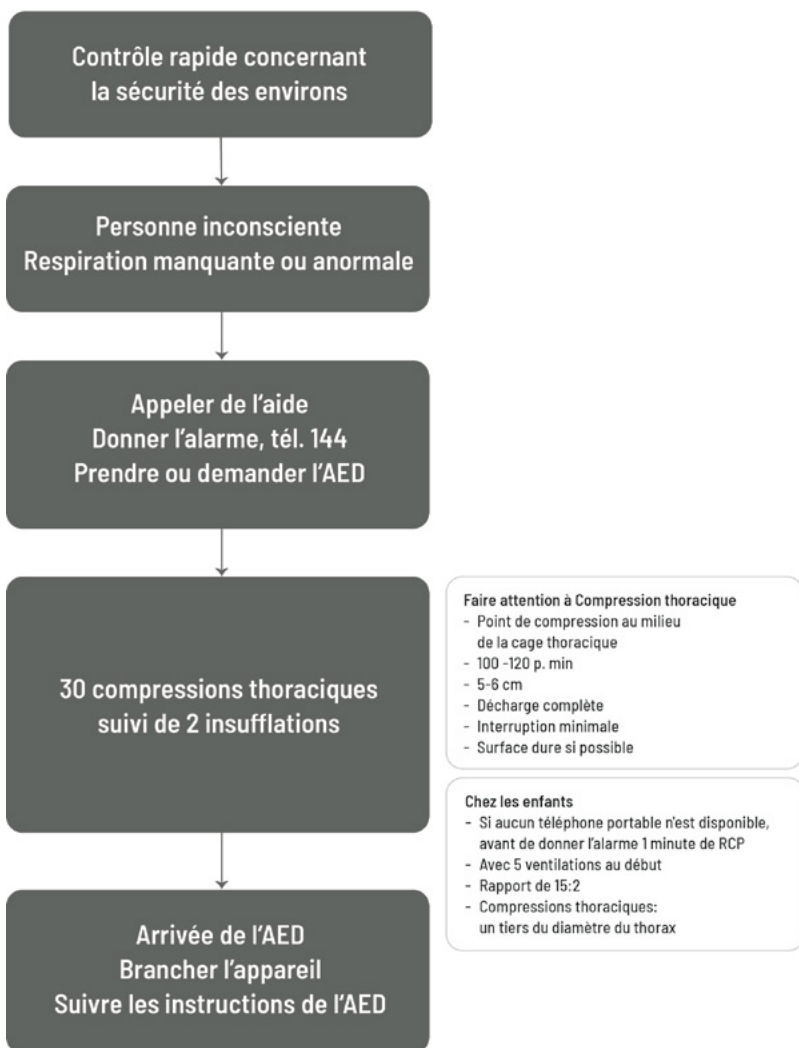 Contrôle rapide concernant
la sécurité des environs
Personne inconsciente
Respiration manquante ou anormale
Appeler de l'aide
Donner l'alarme, tél. 144
Prendre ou demander l'AED
30 compressions thoraciques
suivi de 2 insufflations
Faire attention à Compression thoracique
- Point de compression au milieu
de la cage thoracique
- 100 -120 p. min
- 5-6 cm
- Décharge complète
- Interruption minimale
- Surface dure si possible
Chez les enfants
- Si aucun téléphone portable n'est disponible,
avant de donner l'alarme 1 minute de RCP
- Avec 5 ventilations au début
- Rapport de 15:2
- Compressions thoraciques:
un tiers du diamètre du thorax
Arrivée de l'AED
Brancher l'appareil
Suivre les instructions de l'AED